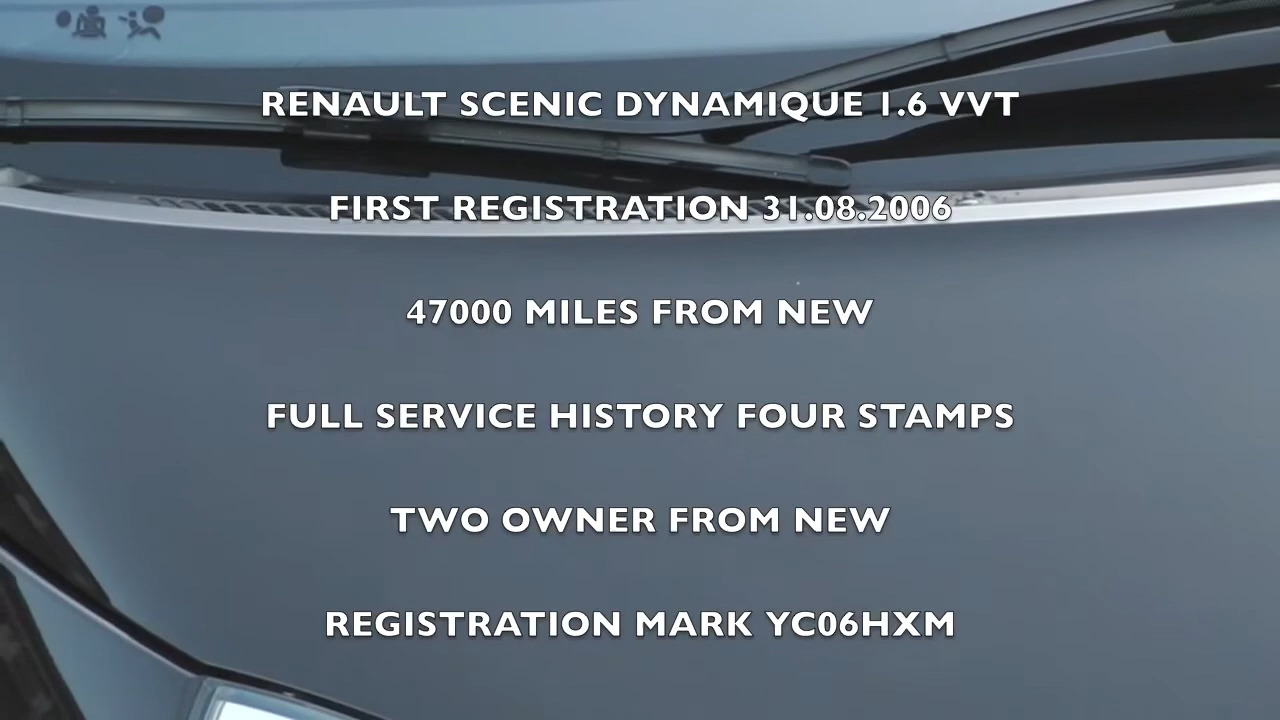 RENAULT SCENIC DYNAMIQUE 1.6 VVT
FIRST REGISTRATION 31.08.2006
47000 MILES FROM NEW
FULL SERVICE HISTORY FOUR STAMPS
TWO OWNER FROM NEW
REGISTRATION MARK YC06HXM